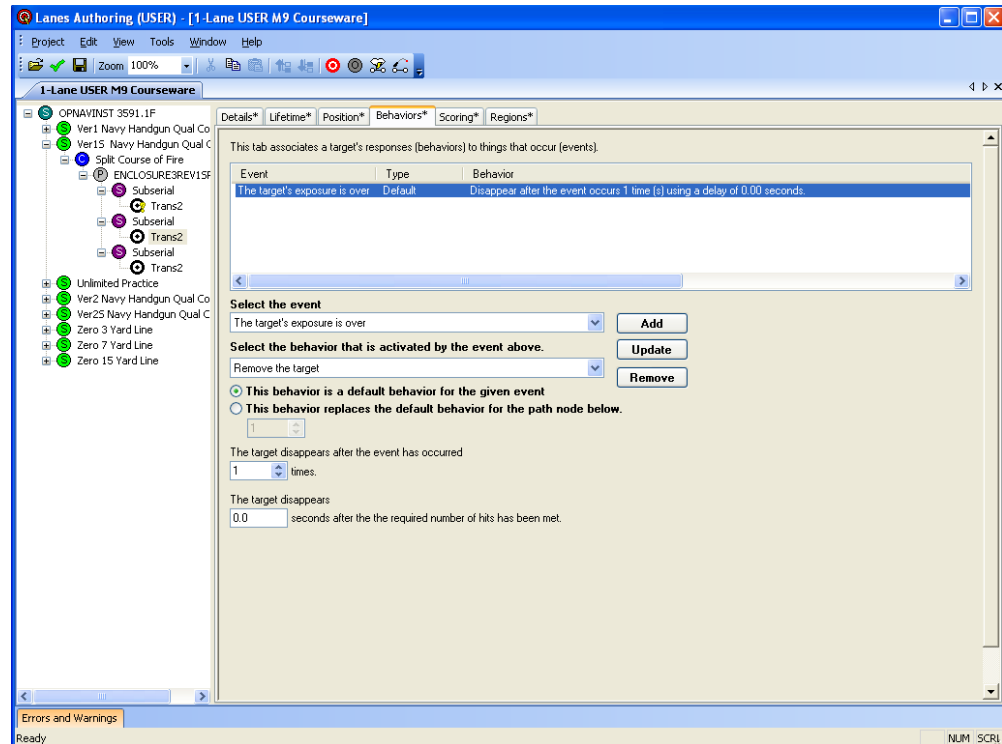 Lanes Authoring (USER) - [1-Lane USER M9 Courseware]
Project Edit View Tools Window Help
Zoom 100%
1-Lane USER M9 Courseware
S OPNAVINST 3591.1F
S Ver1 Navy Handgun Qual Co
S Ver1S Navy Handgun Qual C
C Split Course of Fire
P ENCLOSURE3REV1SF
S Subserial
Trans2
S Subserial
Trans2
S Subserial
Trans2
S Unlimited Practice
S Ver2 Navy Handgun Qual Co
S Ver2S Navy Handgun Qual C
S Zero 3 Yard Line
S Zero 7 Yard Line
S Zero 15 Yard Line
Details* Lifetime* Position* Behaviors* Scoring* Regions*
This tab associates a target's responses (behaviors) to things that occur (events).
Event Type Behavior
The target's exposure is over Default Disappear after the event occurs 1 time (s) using a delay of 0.00 seconds.
Select the event
The target's exposure is over Add
Select the behavior that is activated by the event above. Update
Remove the target Remove
This behavior is a default behavior for the given event
This behavior replaces the default behavior for the path node below.
1
The target disappears after the event has occurred
1 times.
The target disappears
0.0 seconds after the the required number of hits has been met.
Errors and Warnings
Ready NUM SCRL